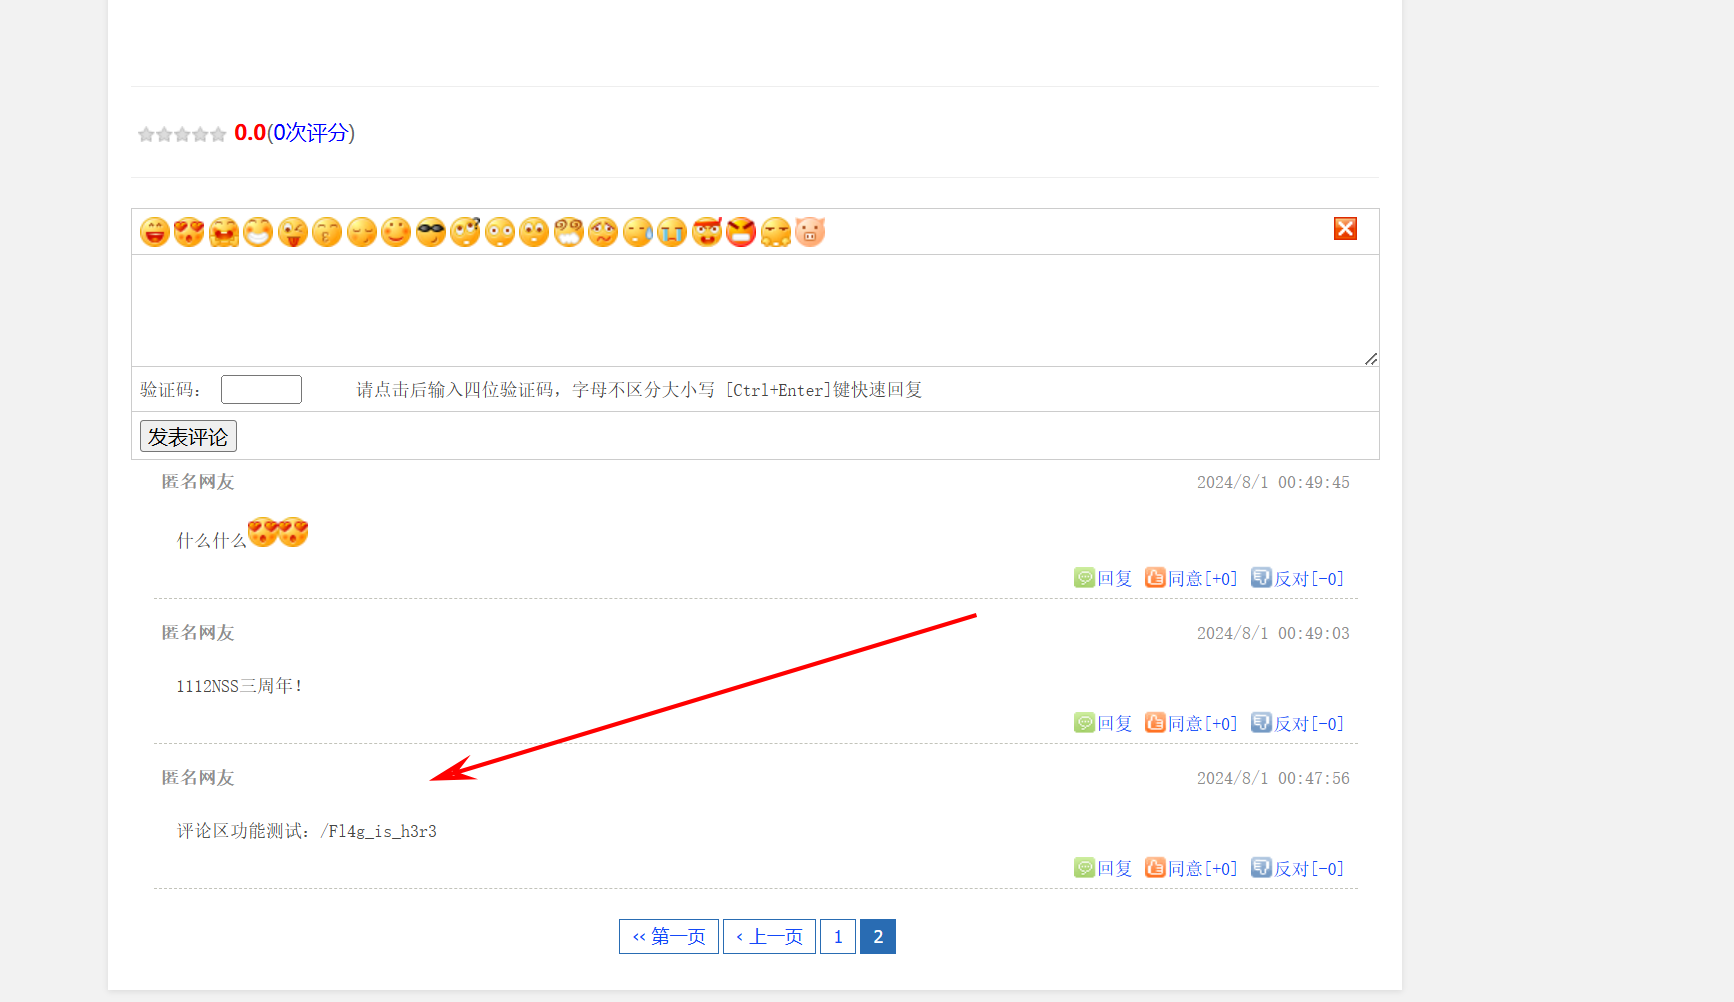 0.0(0次评分)
验证码： 请点击后输入四位验证码，字母不区分大小写 [Ctrl+Enter]键快速回复
发表评论
匿名网友 2024/8/1 00:49:45
什么什么
回复 同意[+0] 反对[-0]
匿名网友 2024/8/1 00:49:03
1112NSS三周年！
回复 同意[+0] 反对[-0]
匿名网友 2024/8/1 00:47:56
评论区功能测试：/Fl4g_is_h3r3
回复 同意[+0] 反对[-0]
‹‹ 第一页 ‹ 上一页 1 2